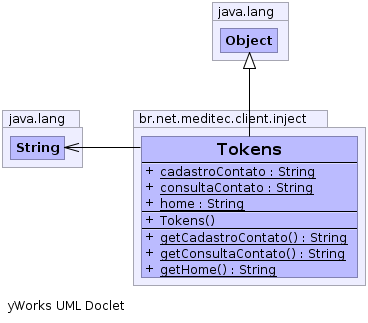 java.lang
Object
java.lang
String
br.net.meditec.client.inject
Tokens
+ cadastroContato : String
+ consultaContato : String
+ home : String
+ Tokens()
+ getCadastroContato() : String
+ getConsultaContato() : String
+ getHome() : String
yWorks UML Doclet